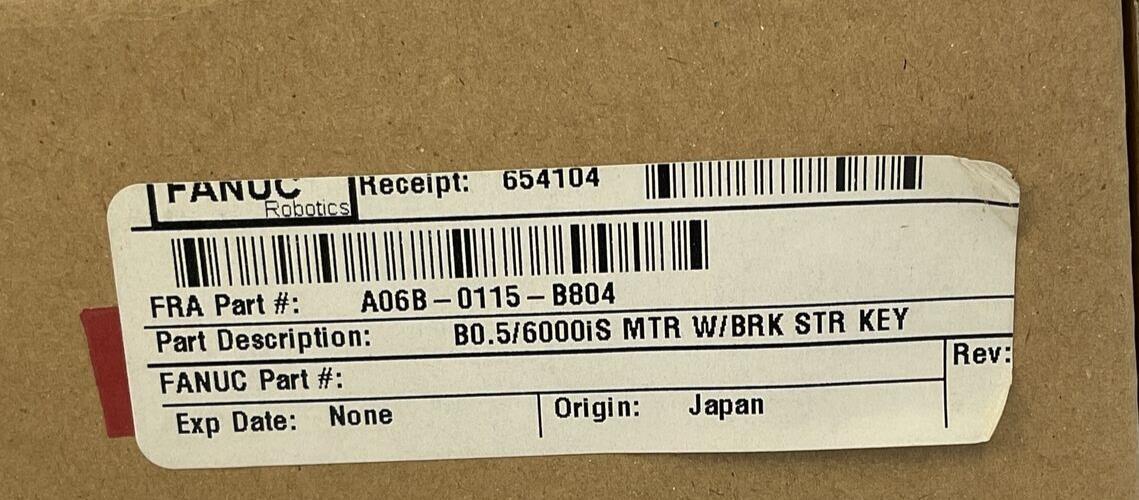 FANUC
Robotics
Receipt: 654104
FRA Part #: A06B-0115-B804
Part Description: B0.5/6000iS MTR W/BRK STR KEY
FANUC Part #:
Rev:
Exp Date: None
Origin: Japan